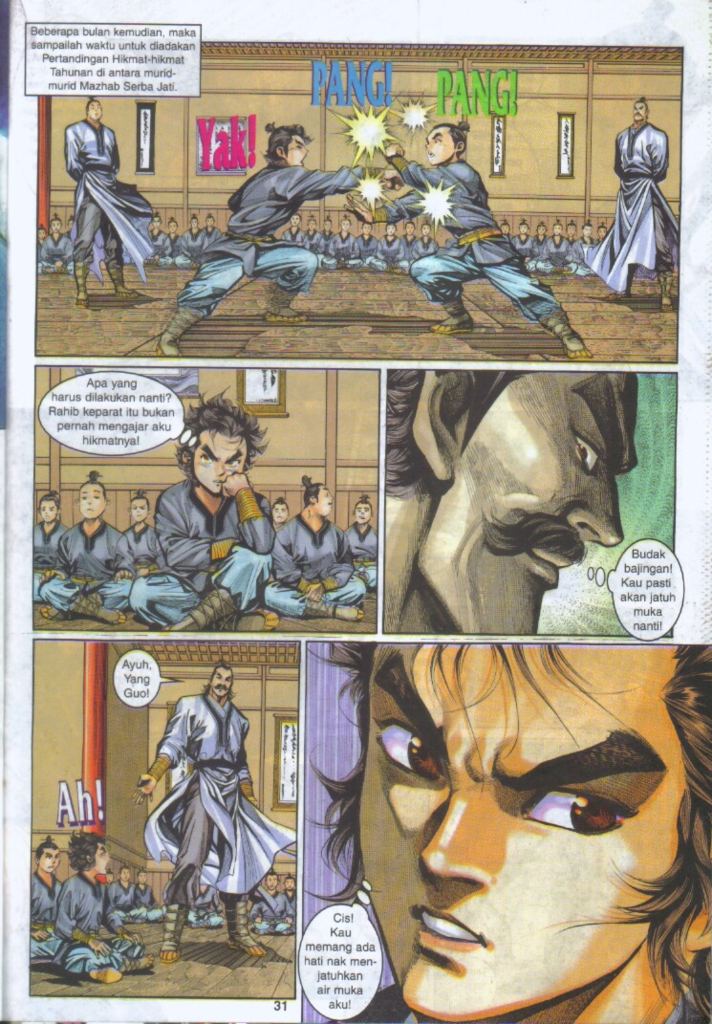 Beberapa bulan kemudian, maka
sampailah waktu untuk diadakan
Pertandingan Hikmat-hikmat
Tahunan di antara murid-
murid Mazhab Serba Jati.
PANG!
PANG!
Yak!
Apa yang
harus dilakukan nanti?
Rahib keparat itu bukan
pernah mengajar aku
hikmatnya!
Budak
bajingan!
Kau pasti
akan jatuh
muka
nanti!
Ayuh,
Yang
Guo!
Ah!
Cis!
Kau
memang ada
hati nak men-
jatuhkan
air muka
aku!
31